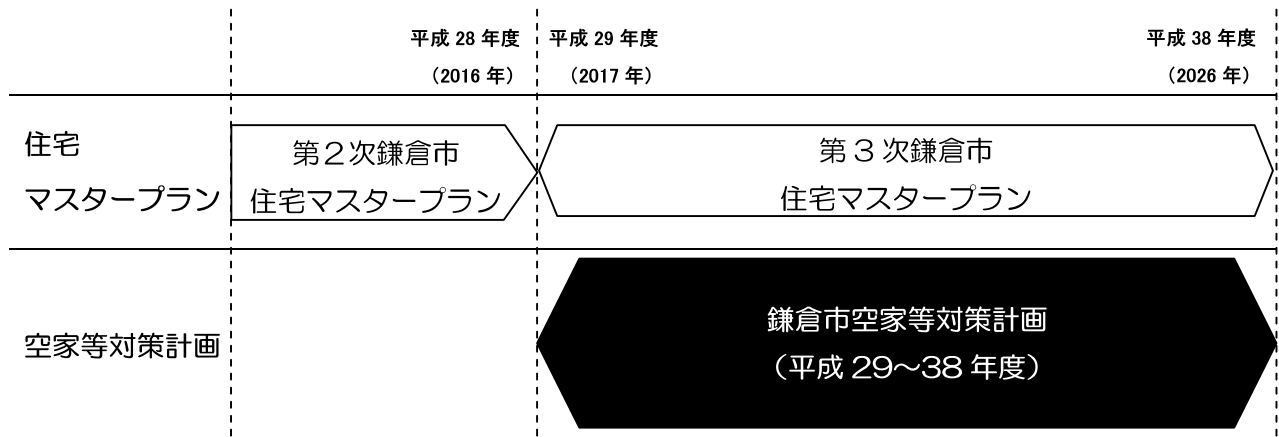 平成 28 年度
（2016 年）
平成 29 年度
（2017 年）
平成 38 年度
（2026 年）
住宅
マスタープラン
第２次鎌倉市
住宅マスタープラン
第 3 次鎌倉市
住宅マスタープラン
空家等対策計画
鎌倉市空家等対策計画
（平成 29～38 年度）